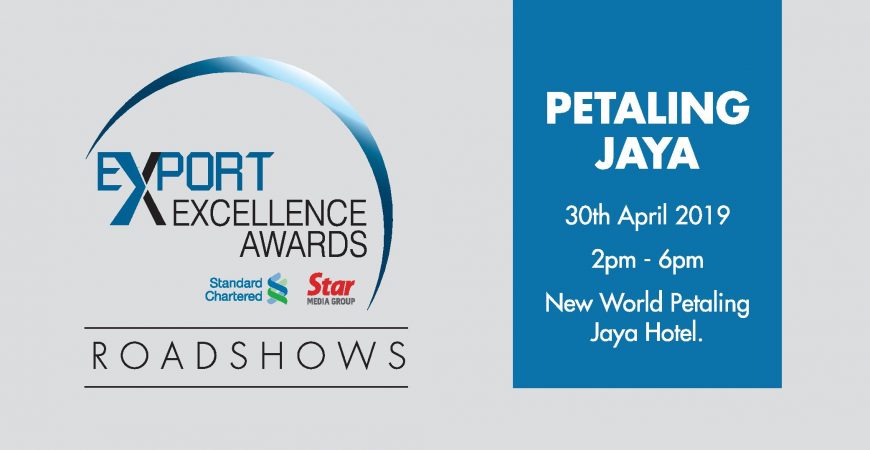 EXPORT
EXCELLENCE
AWARDS
Standard
Chartered
Star
MEDIA GROUP
ROADSHOWS
PETALING
JAYA
30th April 2019
2pm - 6pm
New World Petaling
Jaya Hotel.